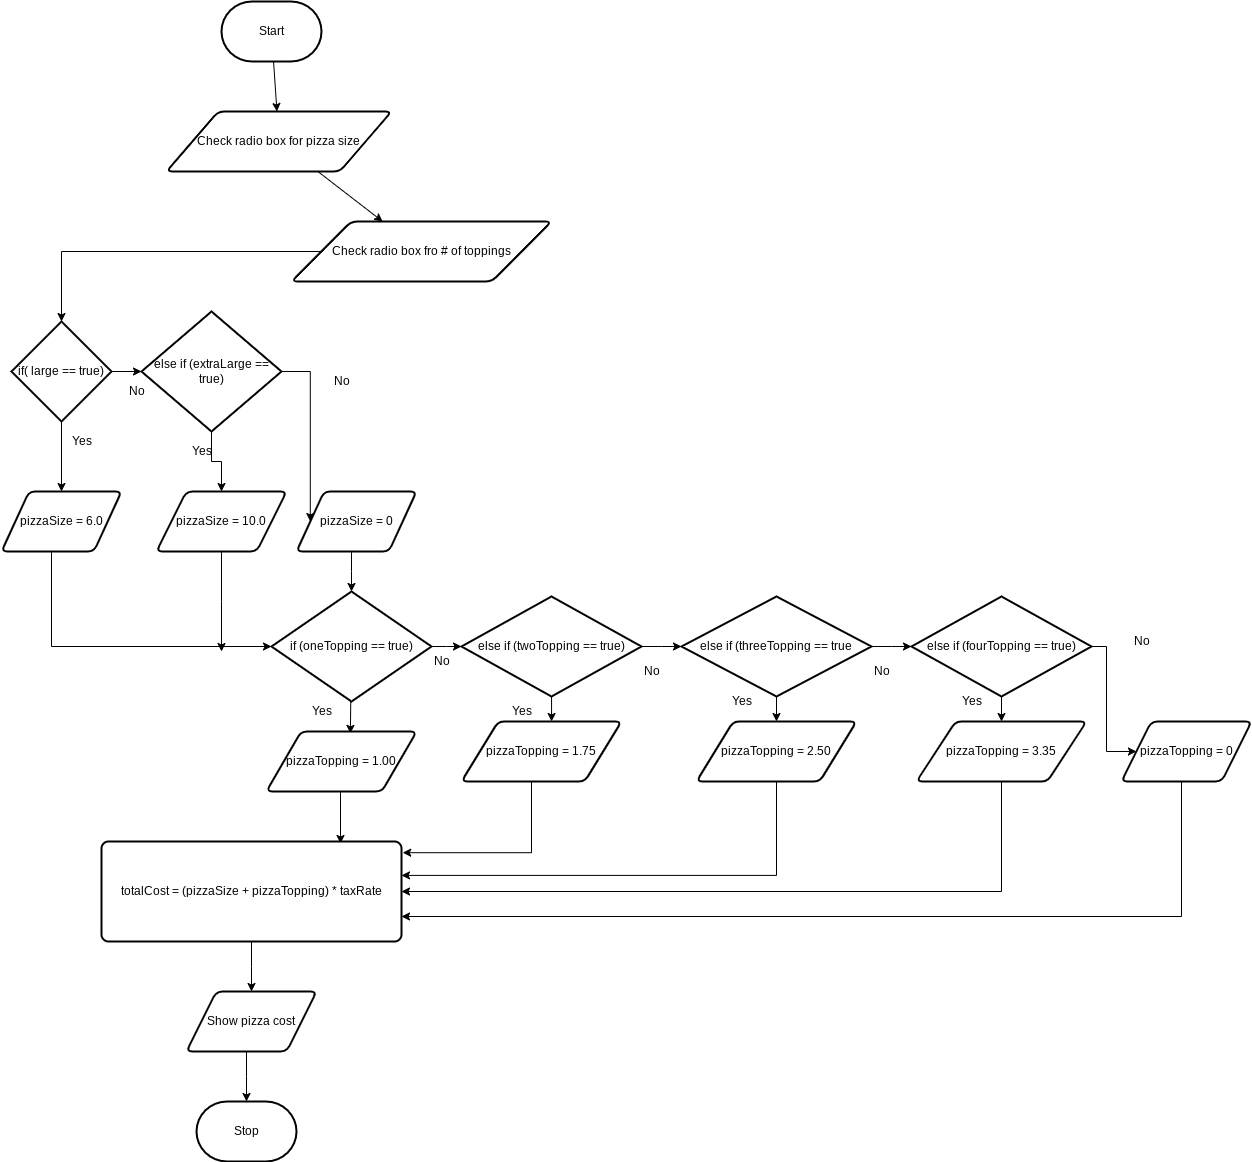 Start
Check radio box for pizza size
Check radio box fro # of toppings
if( large == true)
No
else if (extraLarge ==
true)
No
Yes
Yes
pizzaSize = 6.0
pizzaSize = 10.0
pizzaSize = 0
if (oneTopping == true)
No
else if (twoTopping == true)
No
else if (threeTopping == true
No
else if (fourTopping == true)
No
Yes
Yes
Yes
Yes
pizzaTopping = 1.00
pizzaTopping = 1.75
pizzaTopping = 2.50
pizzaTopping = 3.35
pizzaTopping = 0
totalCost = (pizzaSize + pizzaTopping) * taxRate
Show pizza cost
Stop